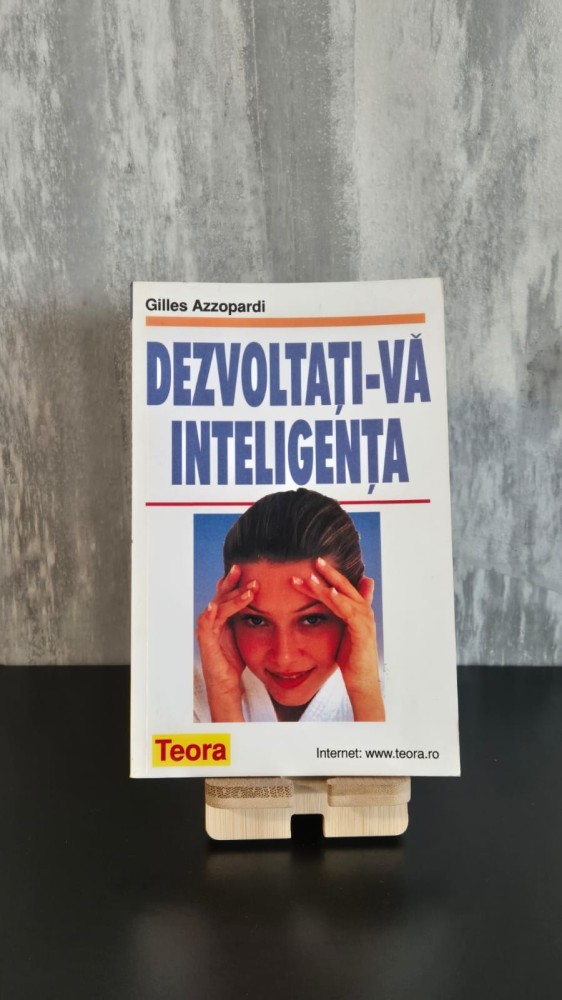 Gilles Azzopardi
DEZVOLTAȚI-VĂ
INTELIGENȚA
Teora
Internet: www.teora.ro